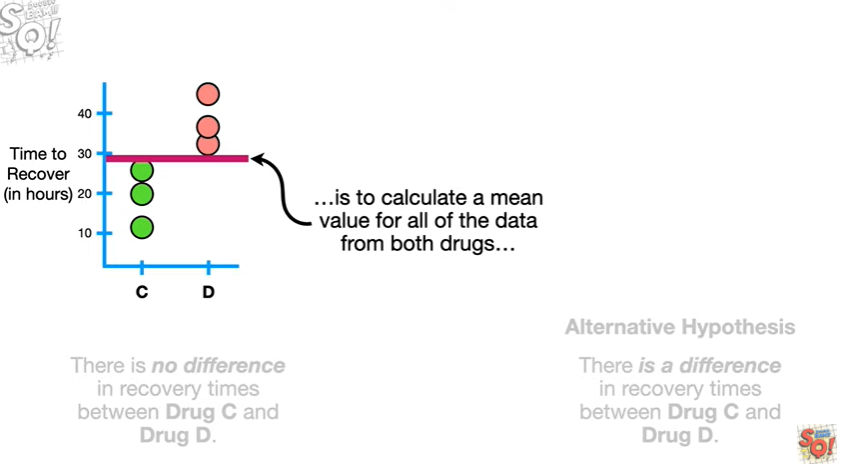 SQ!
40
Time to
Recover
(in hours)
30
20
10
C
D
…is to calculate a mean
value for all of the data
from both drugs…
Alternative Hypothesis
There is no difference
in recovery times
between Drug C and
Drug D.
There is a difference
in recovery times
between Drug C and
Drug D.
SQ!